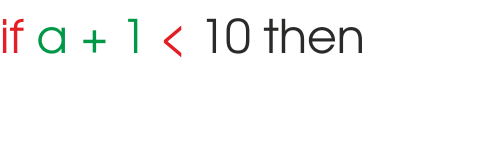 if a + 1 < 10 then